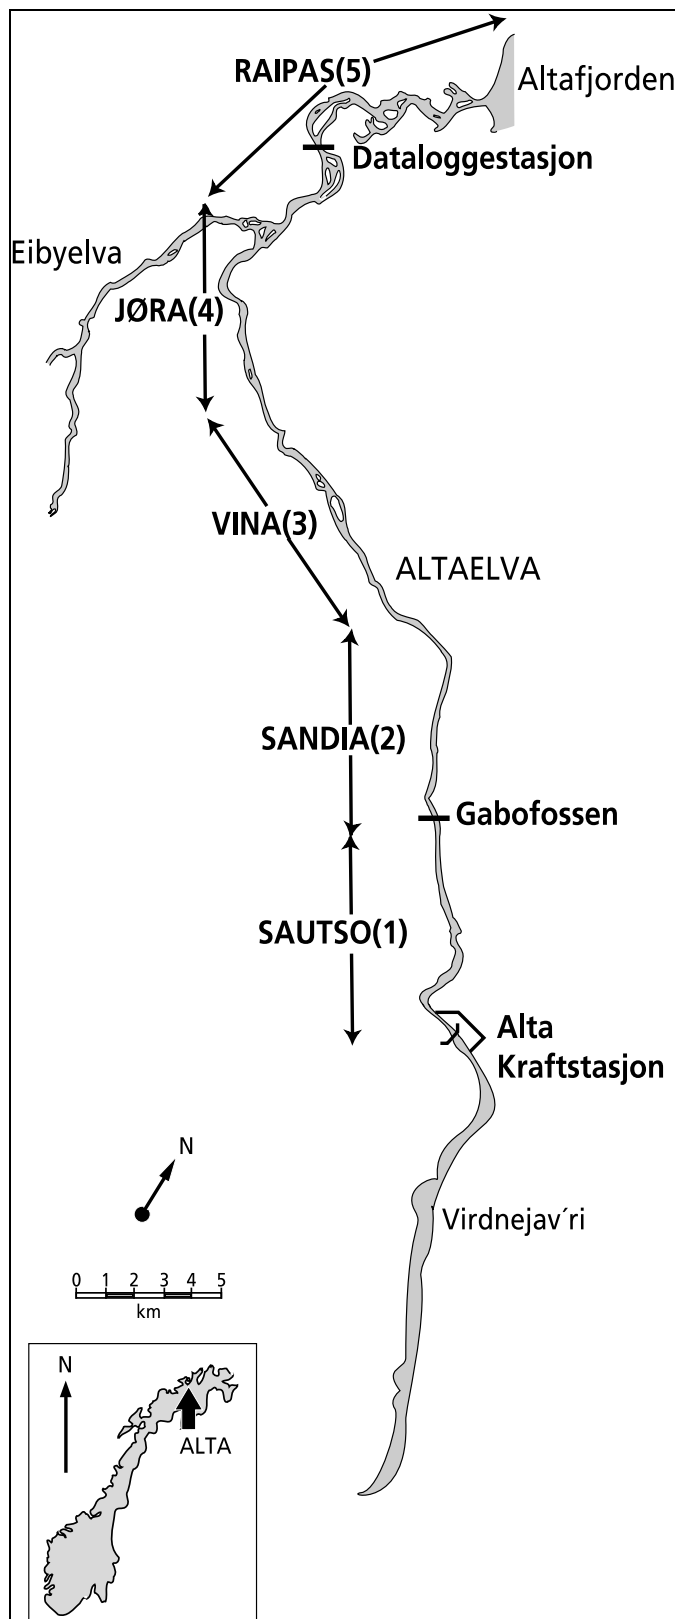 RAIPAS(5)
Altafjorden
Dataloggestasjon
Eibyelva
JØRA(4)
VINA(3)
ALTAELVA
SANDIA(2)
Gabofossen
SAUTSO(1)
Alta
Kraftstasjon
N
Virdnejav´ri
0 1 2 3 4 5
km
N
ALTA